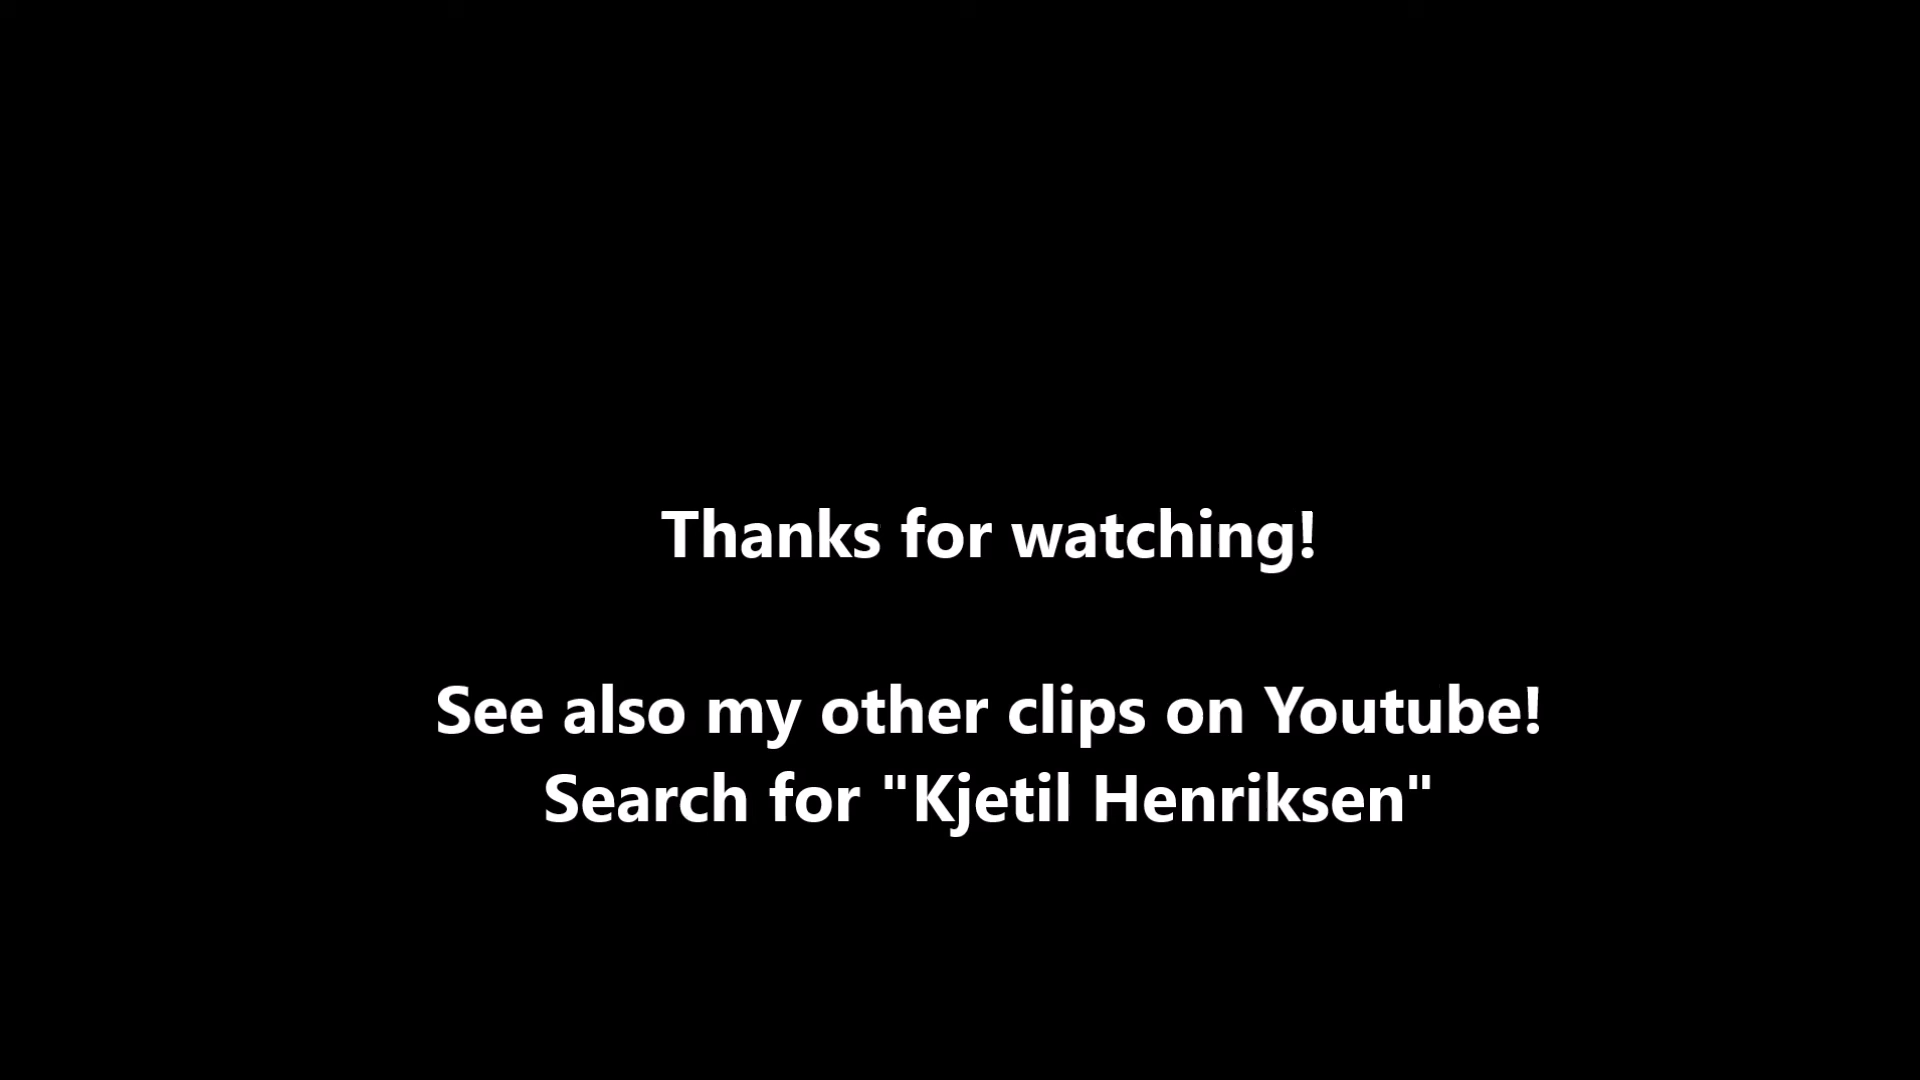 Thanks for watching!
See also my other clips on Youtube!
Search for "Kjetil Henriksen"